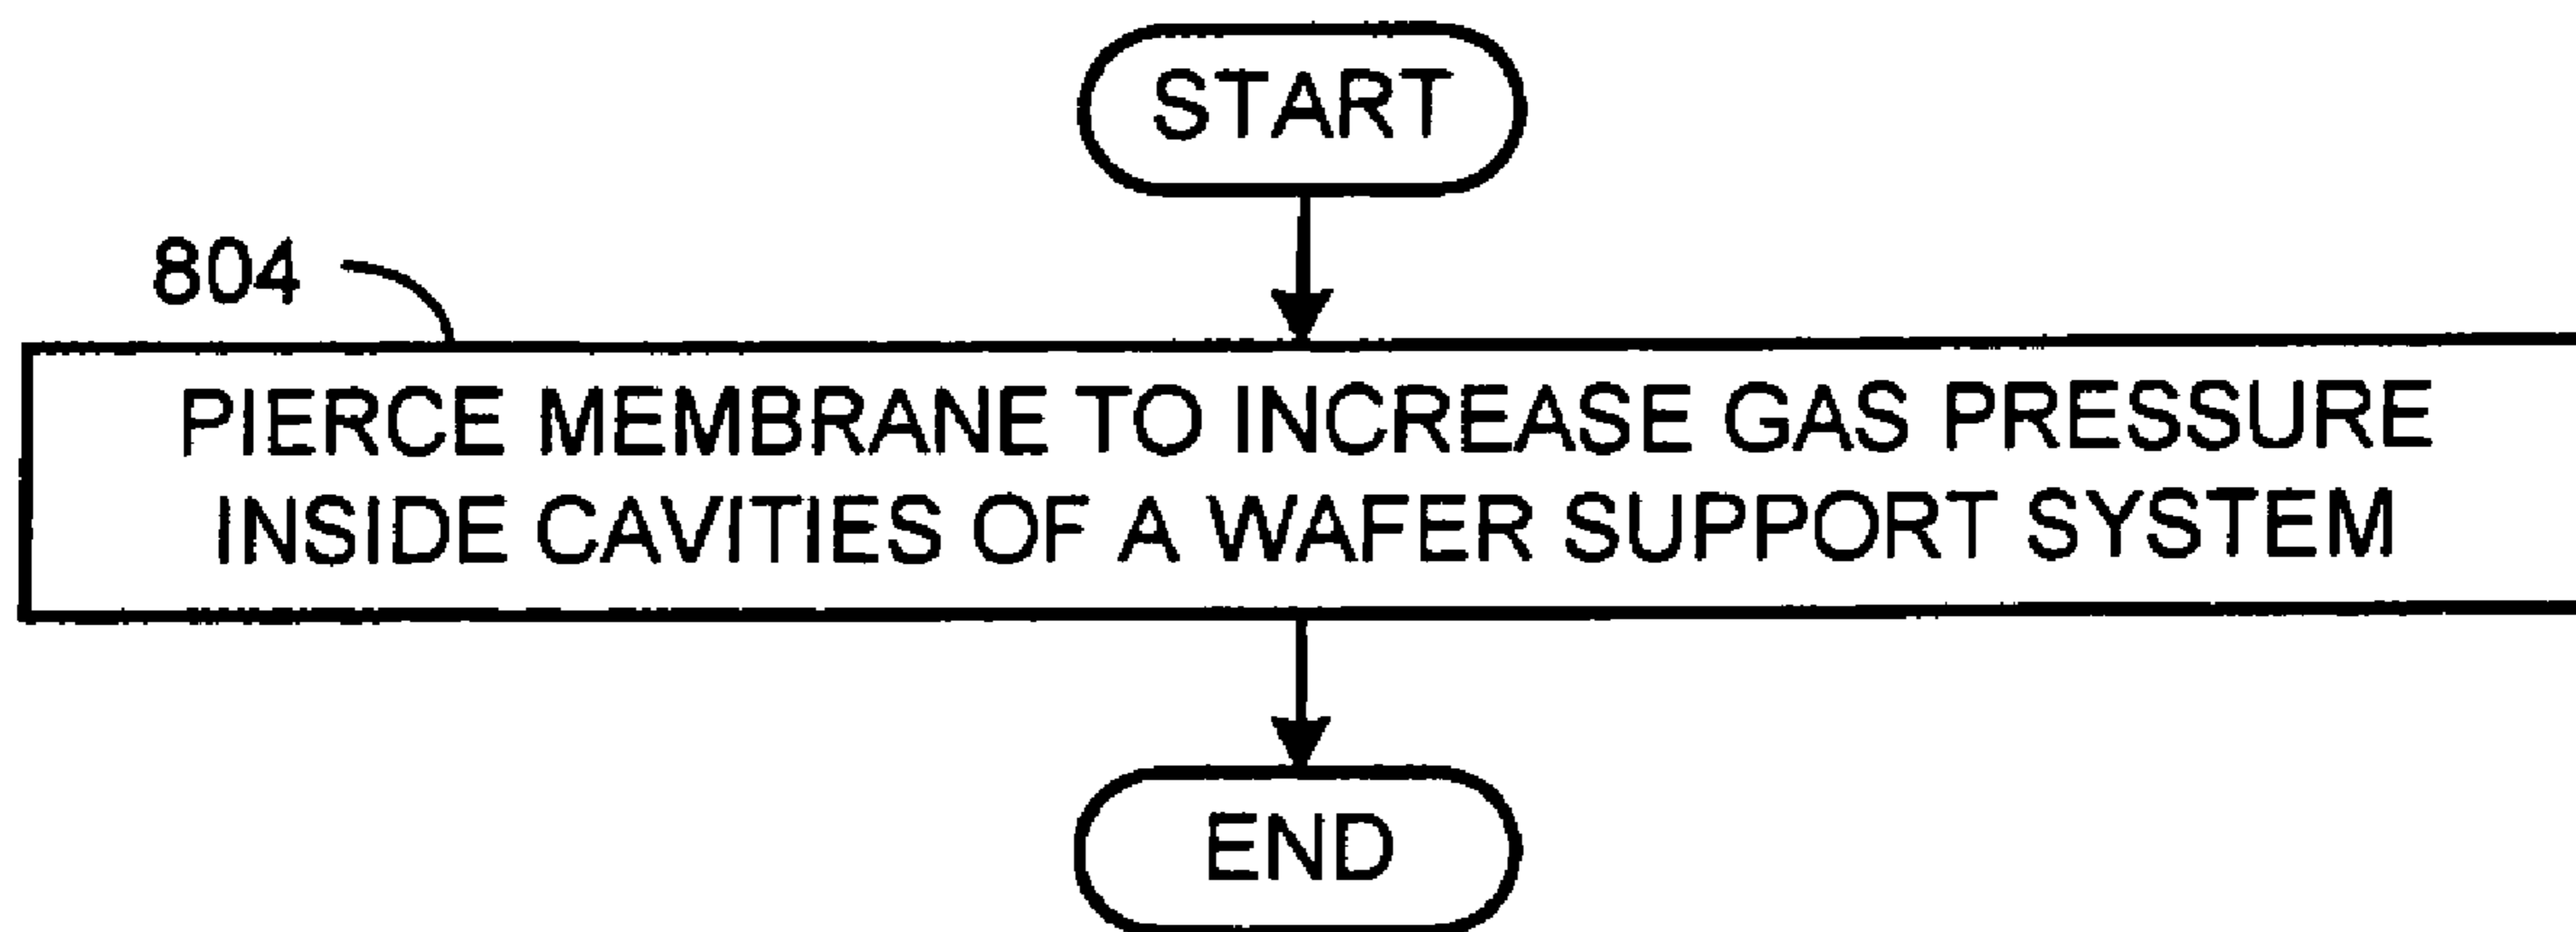 START
804
PIERCE MEMBRANE TO INCREASE GAS PRESSURE
INSIDE CAVITIES OF A WAFER SUPPORT SYSTEM
END